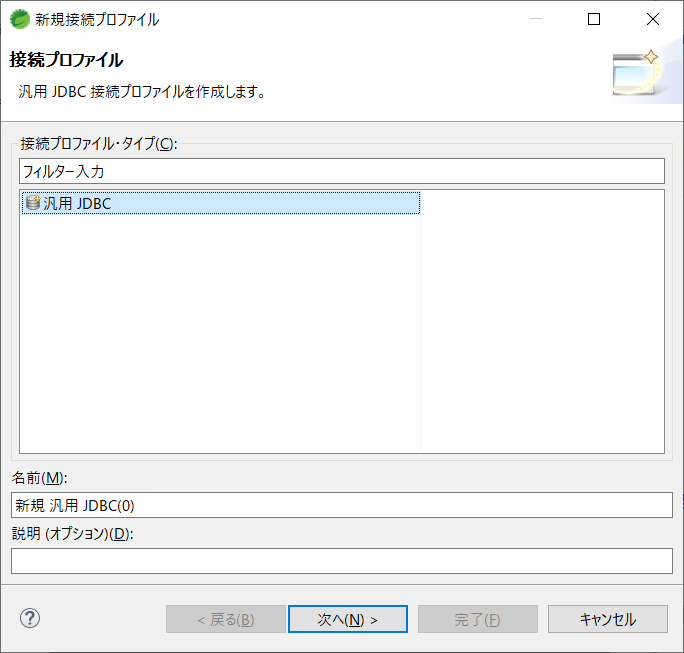 新規接続プロファイル
接続プロファイル
汎用 JDBC 接続プロファイルを作成します。
接続プロファイル・タイプ(C):
フィルター入力
汎用 JDBC
名前(M):
新規 汎用 JDBC(0)
説明 (オプション)(D):
?
< 戻る(B)
次へ(N) >
完了(F)
キャンセル